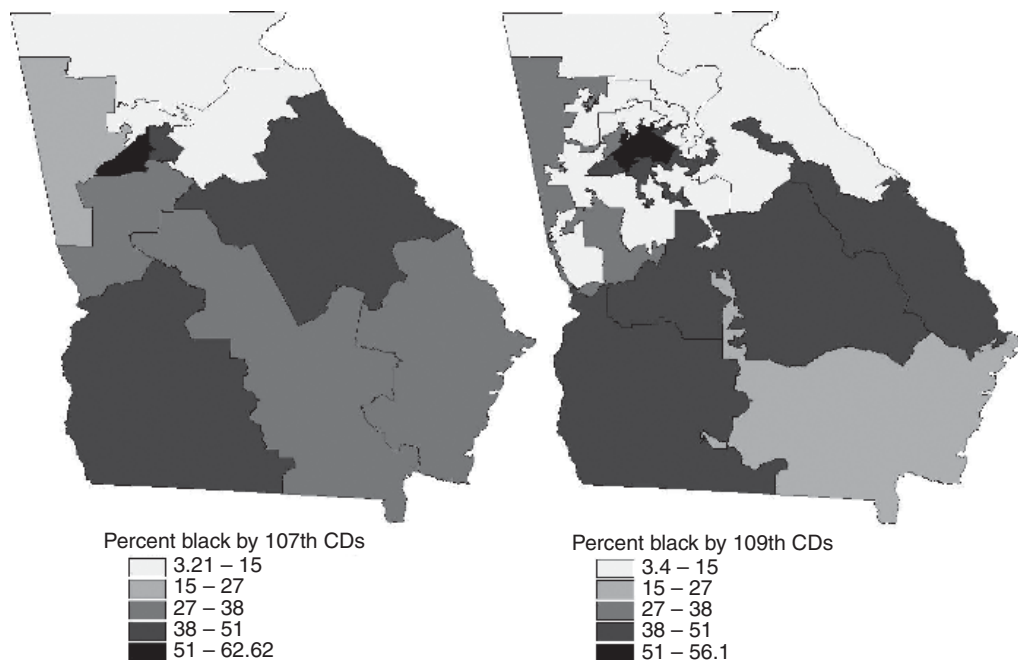 Percent black by 107th CDs
3.21 – 15
15 – 27
27 – 38
38 – 51
51 – 62.62
Percent black by 109th CDs
3.4 – 15
15 – 27
27 – 38
38 – 51
51 – 56.1